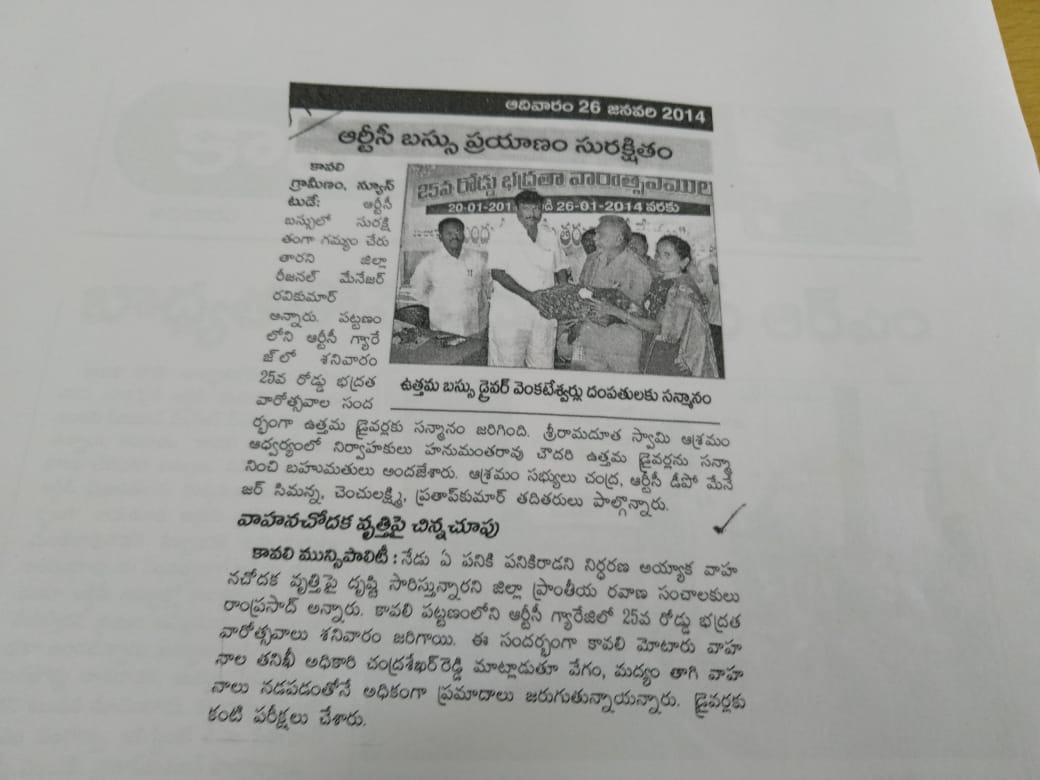 ఆదివారం 26 జనవరి 2014
ఆర్టీసీ బస్సు ప్రయాణం సురక్షితం
కావలి
గ్రామీణం, న్యూస్
టుడే: ఆర్టీసీ
బస్సులో సురక్షి
తంగా గమ్యం చేరు
తారని జిల్లా
రీజనల్ మేనేజర్
రవికుమార్
అన్నారు. పట్టణం
లోని ఆర్టీసీ గ్యారే
జ్‌లో శనివారం
25వ రోడ్డు భద్రత
వారోత్సవాల సంద
25వ రోడ్డు భద్రతా వారోత్సవములు
20-01-201 26-01-2014 వరకు
ఉత్తమ బస్సు డ్రైవర్ వెంకటేశ్వర్లు దంపతులకు సన్మానం
ర్భంగా ఉత్తమ డ్రైవర్లకు సన్మానం జరిగింది. శ్రీరామదూత స్వామి ఆశ్రమం
ఆధ్వర్యంలో నిర్వాహకులు హనుమంతరావు చౌదరి ఉత్తమ డ్రైవర్లను సన్మా
నించి బహుమతులు అందజేశారు. ఆశ్రమం సభ్యులు చంద్ర, ఆర్టీసీ డీపో మేనే
జర్ సిమన్న, చెంచులక్ష్మి, ప్రతాప్‌కుమార్ తదితరులు పాల్గొన్నారు.
వాహనచోదక వృత్తిపై చిన్నచూపు
కావలి మున్సిపాలిటీ : నేడు ఏ పనికి పనికిరాడని నిర్ధరణ అయ్యాక వాహ
నచోదక వృత్తిపై దృష్టి సారిస్తున్నారని జిల్లా ప్రాంతీయ రవాణ సంచాలకులు
రాంప్రసాద్ అన్నారు. కావలి పట్టణంలోని ఆర్టీసీ గ్యారేజిలో 25వ రోడ్డు భద్రత
వారోత్సవాలు శనివారం జరిగాయి. ఈ సందర్భంగా కావలి మోటారు వాహ
నాల తనిఖీ అధికారి చంద్రశేఖర్‌రెడ్డి మాట్లాడుతూ వేగం, మద్యం తాగి వాహ
నాలు నడపడంతోనే అధికంగా ప్రమాదాలు జరుగుతున్నాయన్నారు. డ్రైవర్లకు
కంటి పరీక్షలు చేశారు.